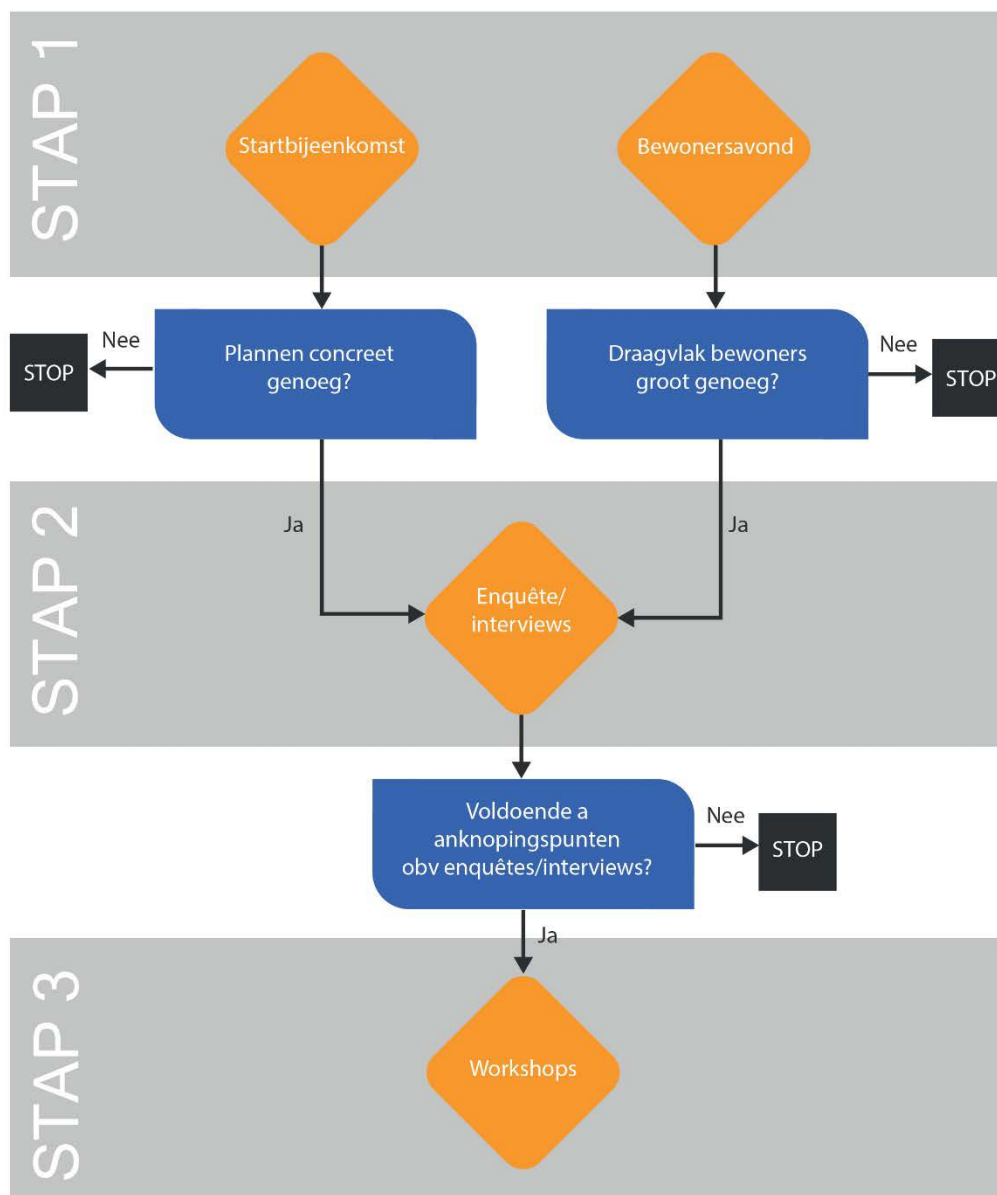 STAP 1
Startbijeenkomst
Bewonersavond
Nee
STOP
Plannen concreet
genoeg?
Draagvlak bewoners
groot genoeg?
Nee
STOP
STAP 2
Ja
Ja
Enquête/
interviews
Voldoende a
anknopingspunten
obv enquêtes/interviews?
Nee
STOP
Ja
STAP 3
Workshops